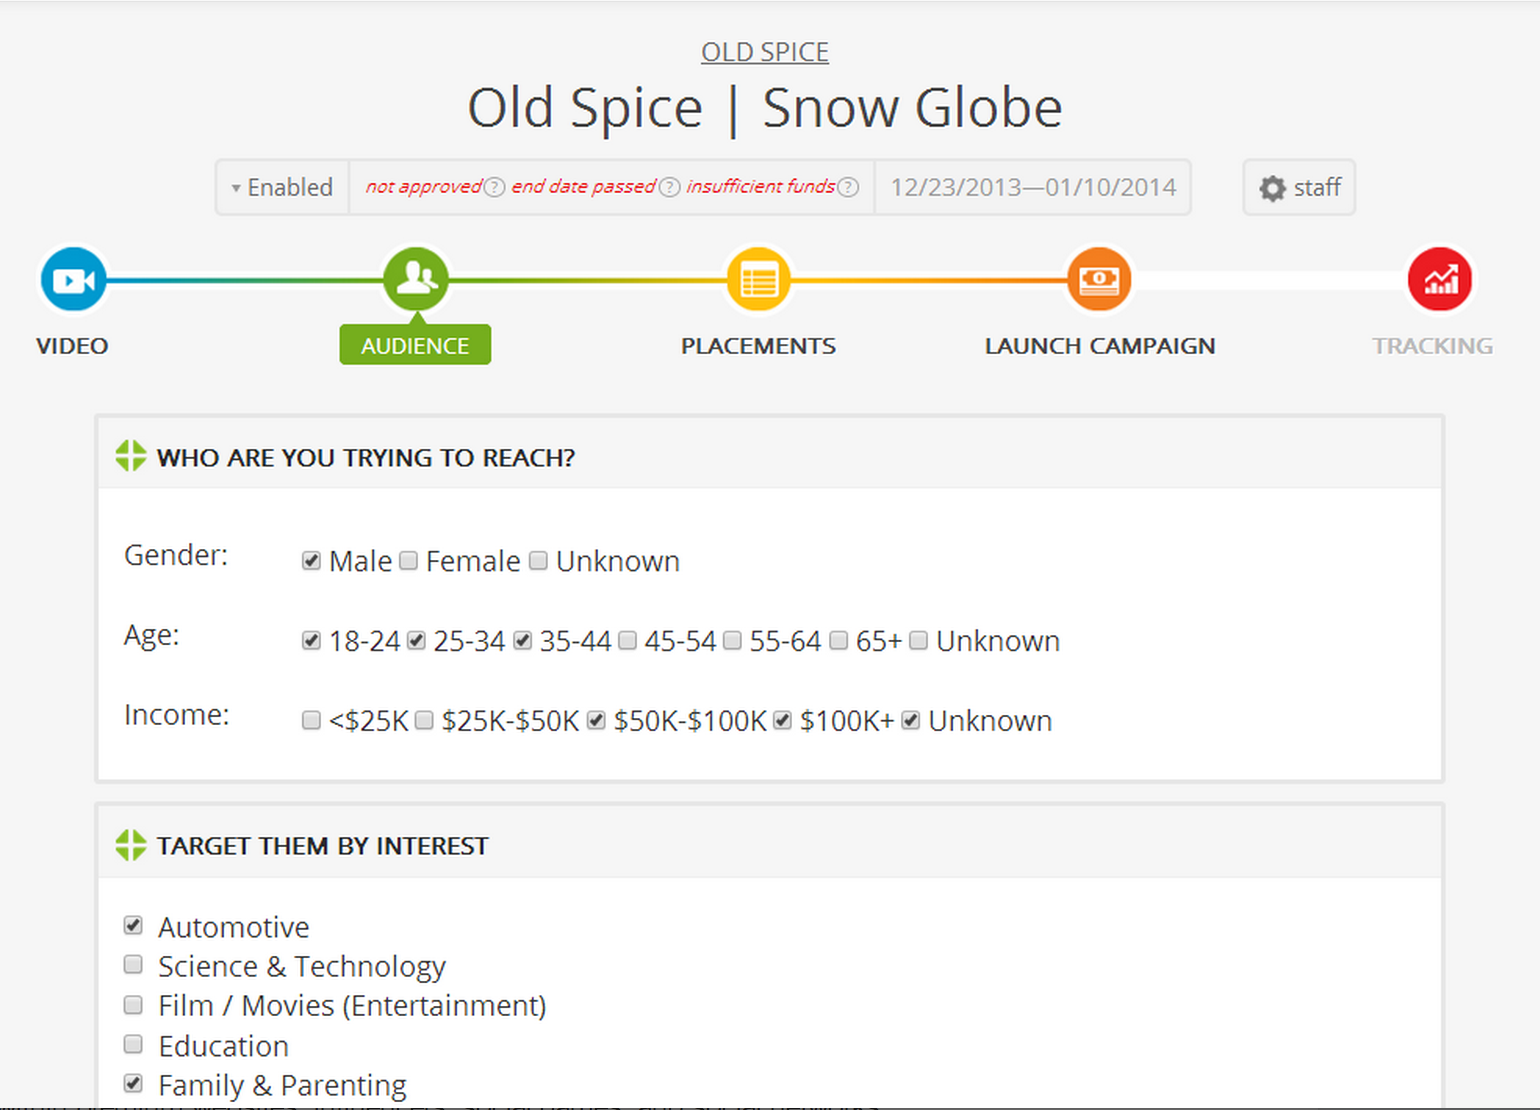 OLD SPICE
Old Spice | Snow Globe
Enabled not approved? end date passed? insufficient funds? 12/23/2013—01/10/2014 staff
VIDEO AUDIENCE PLACEMENTS LAUNCH CAMPAIGN TRACKING
WHO ARE YOU TRYING TO REACH?
Gender: Male Female Unknown
Age: 18-24 25-34 35-44 45-54 55-64 65+ Unknown
Income: <$25K $25K-$50K $50K-$100K $100K+ Unknown
TARGET THEM BY INTEREST
Automotive
Science & Technology
Film / Movies (Entertainment)
Education
Family & Parenting